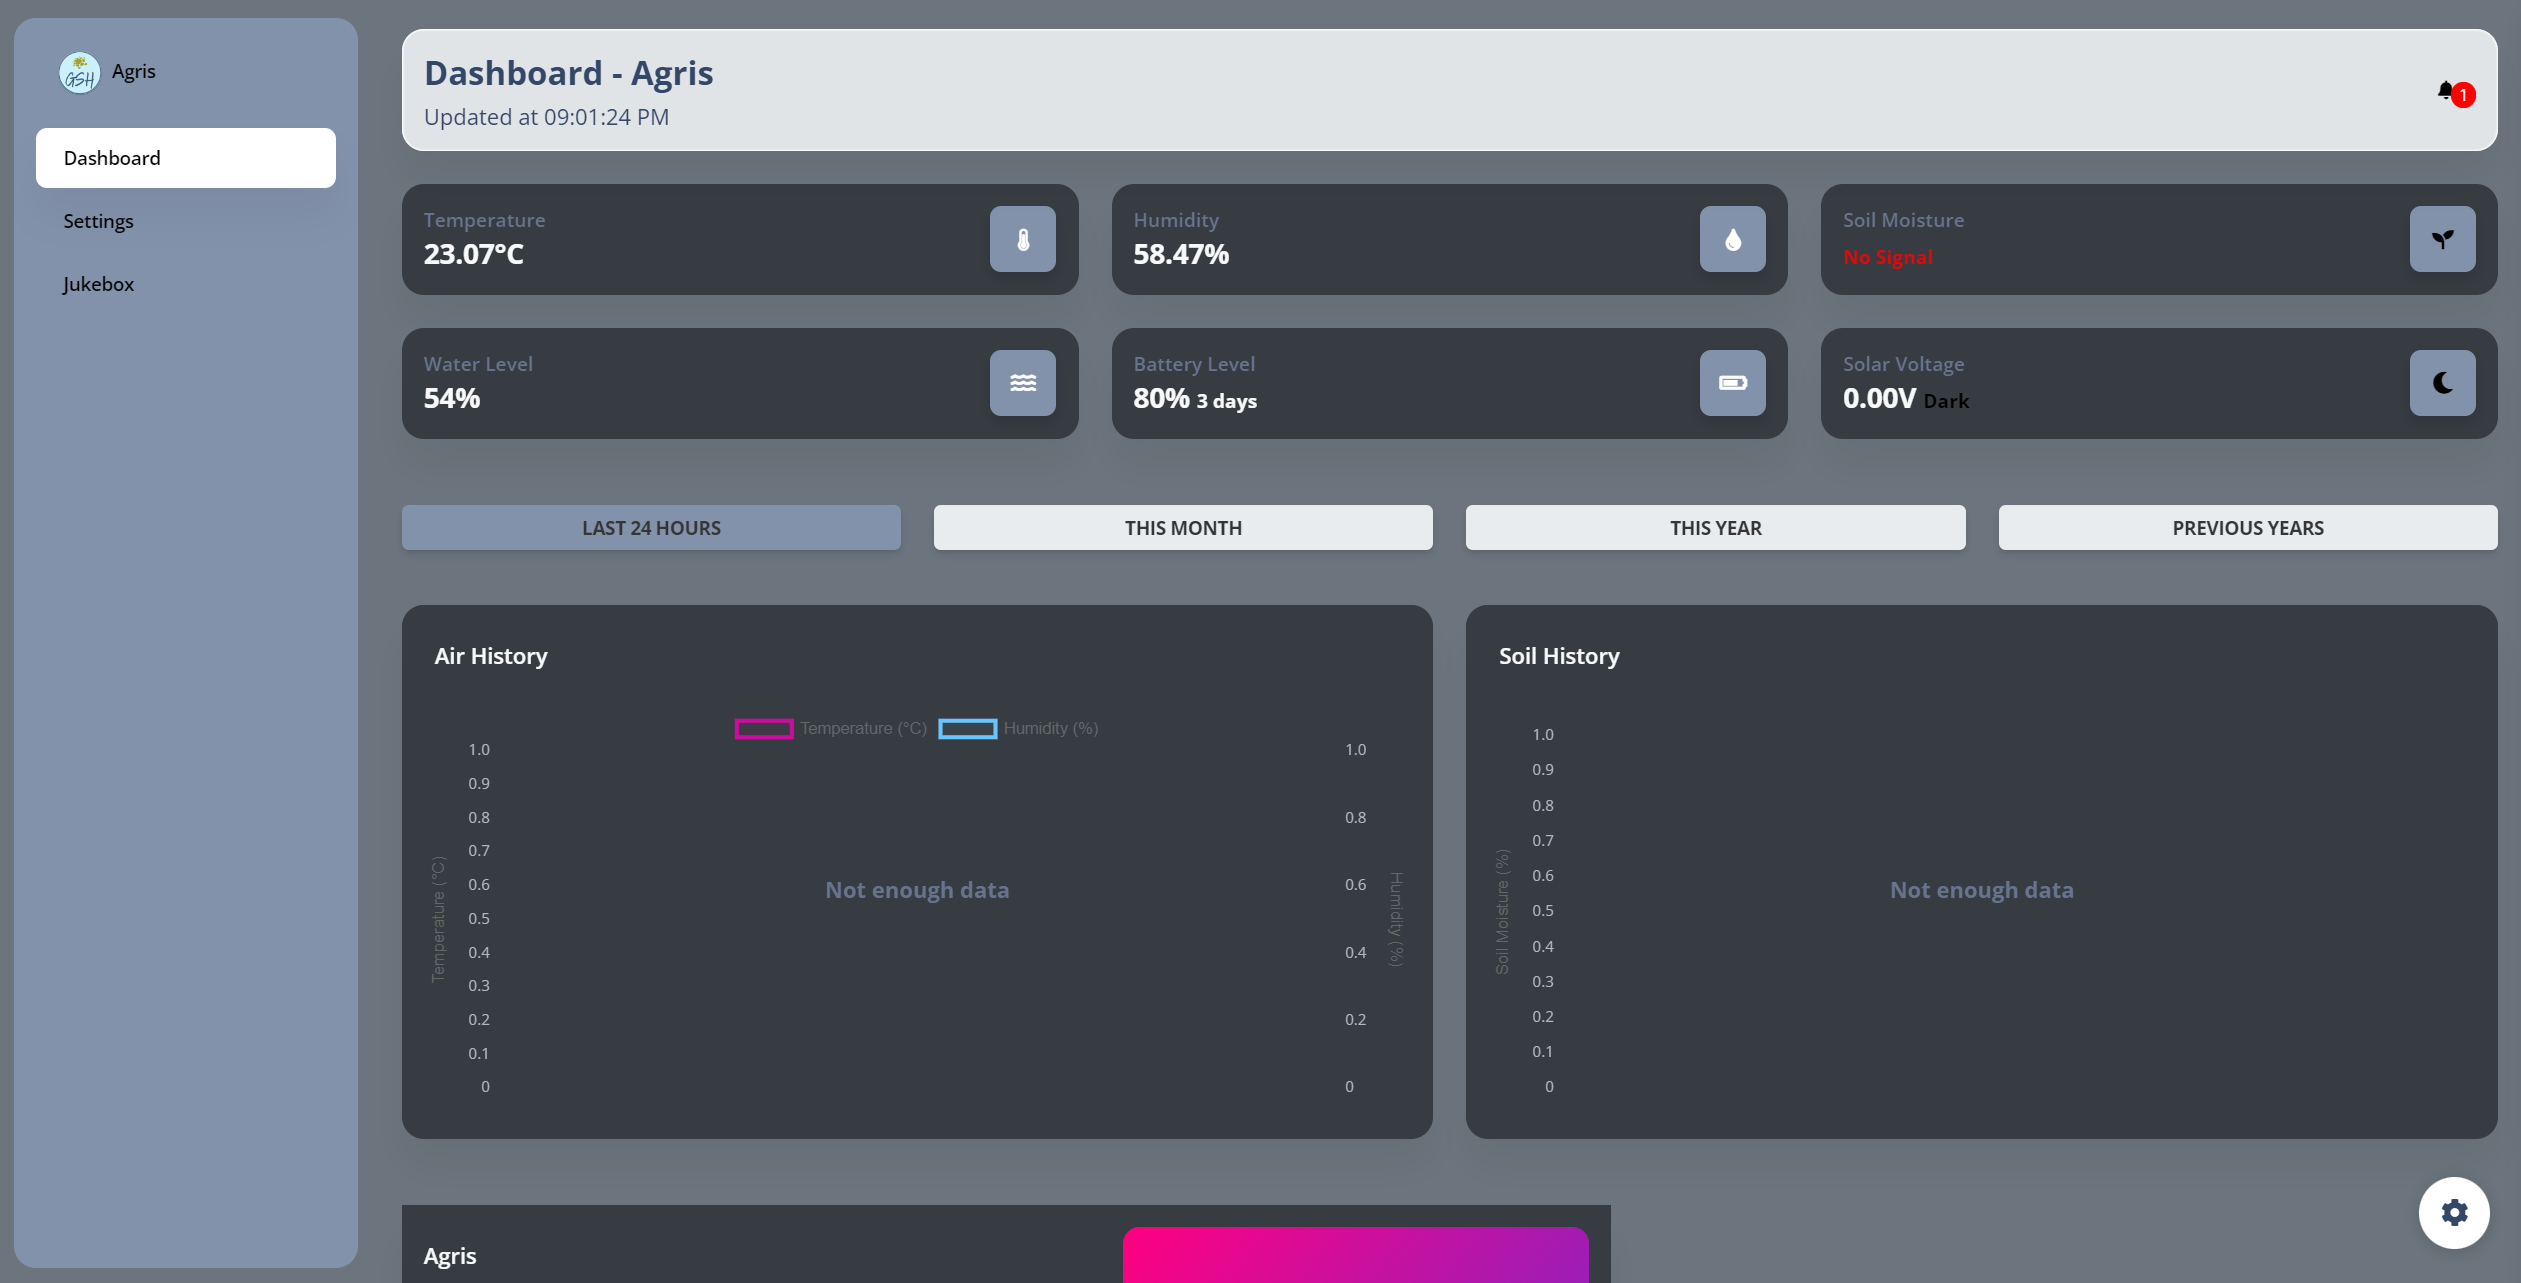 GSH
Agris
Dashboard
Settings
Jukebox
Dashboard - Agris
Updated at 09:01:24 PM
1
Temperature
23.07°C
Humidity
58.47%
Soil Moisture
No Signal
Water Level
54%
Battery Level
80% 3 days
Solar Voltage
0.00V Dark
LAST 24 HOURS
THIS MONTH
THIS YEAR
PREVIOUS YEARS
Air History
Temperature (°C) Humidity (%)
1.0
0.9
0.8
0.7
0.6
0.5
0.4
0.3
0.2
0.1
0
Temperature (°C)
Not enough data
1.0
0.8
0.6
0.4
0.2
0
Humidity (%)
Soil History
1.0
0.9
0.8
0.7
0.6
0.5
0.4
0.3
0.2
0.1
0
Soil Moisture (%)
Not enough data
Agris